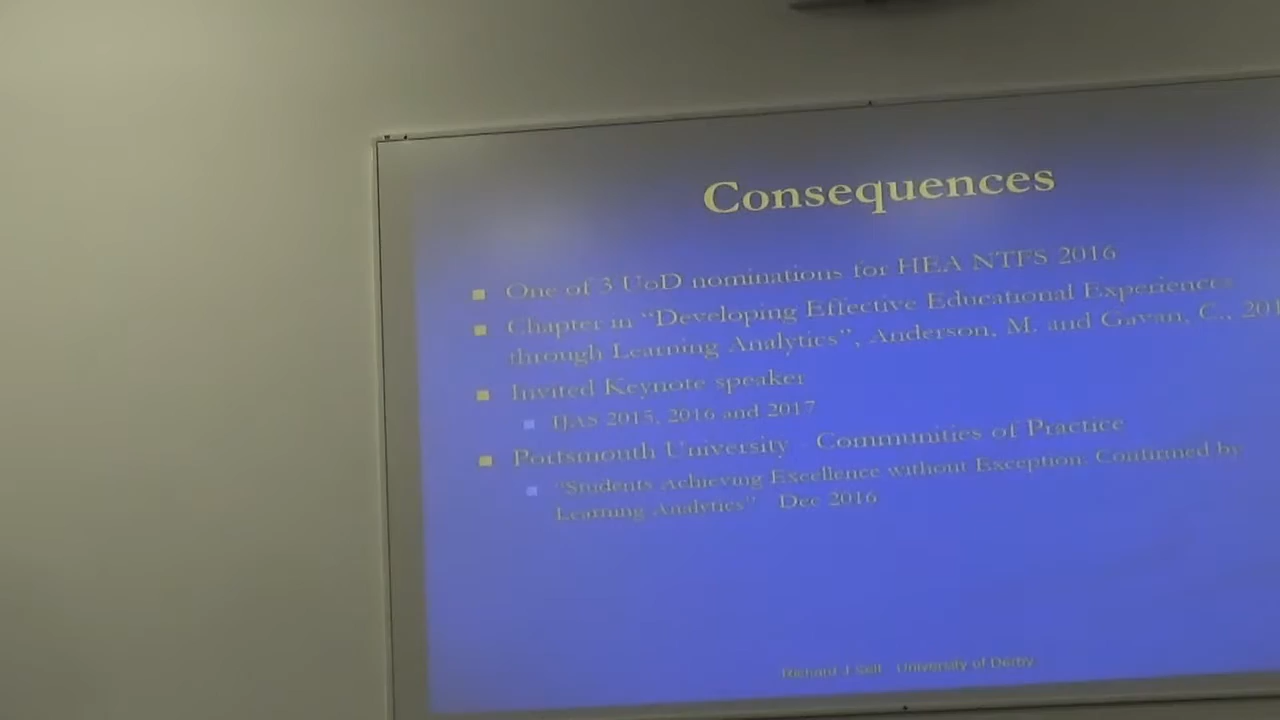 Consequences
One of 3 UoD nominations for HEA NTFS 2016
Chapter in “Developing Effective Educational Experiences
through Learning Analytics”, Anderson, M. and Gavan, C., 201
Invited Keynote speaker
IJAS 2015, 2016 and 2017
Portsmouth University Communities of Practice
“Students Achieving Excellence without Exception. Confirmed by
Learning Analytics” Dec 2016
Richard J University of Derby